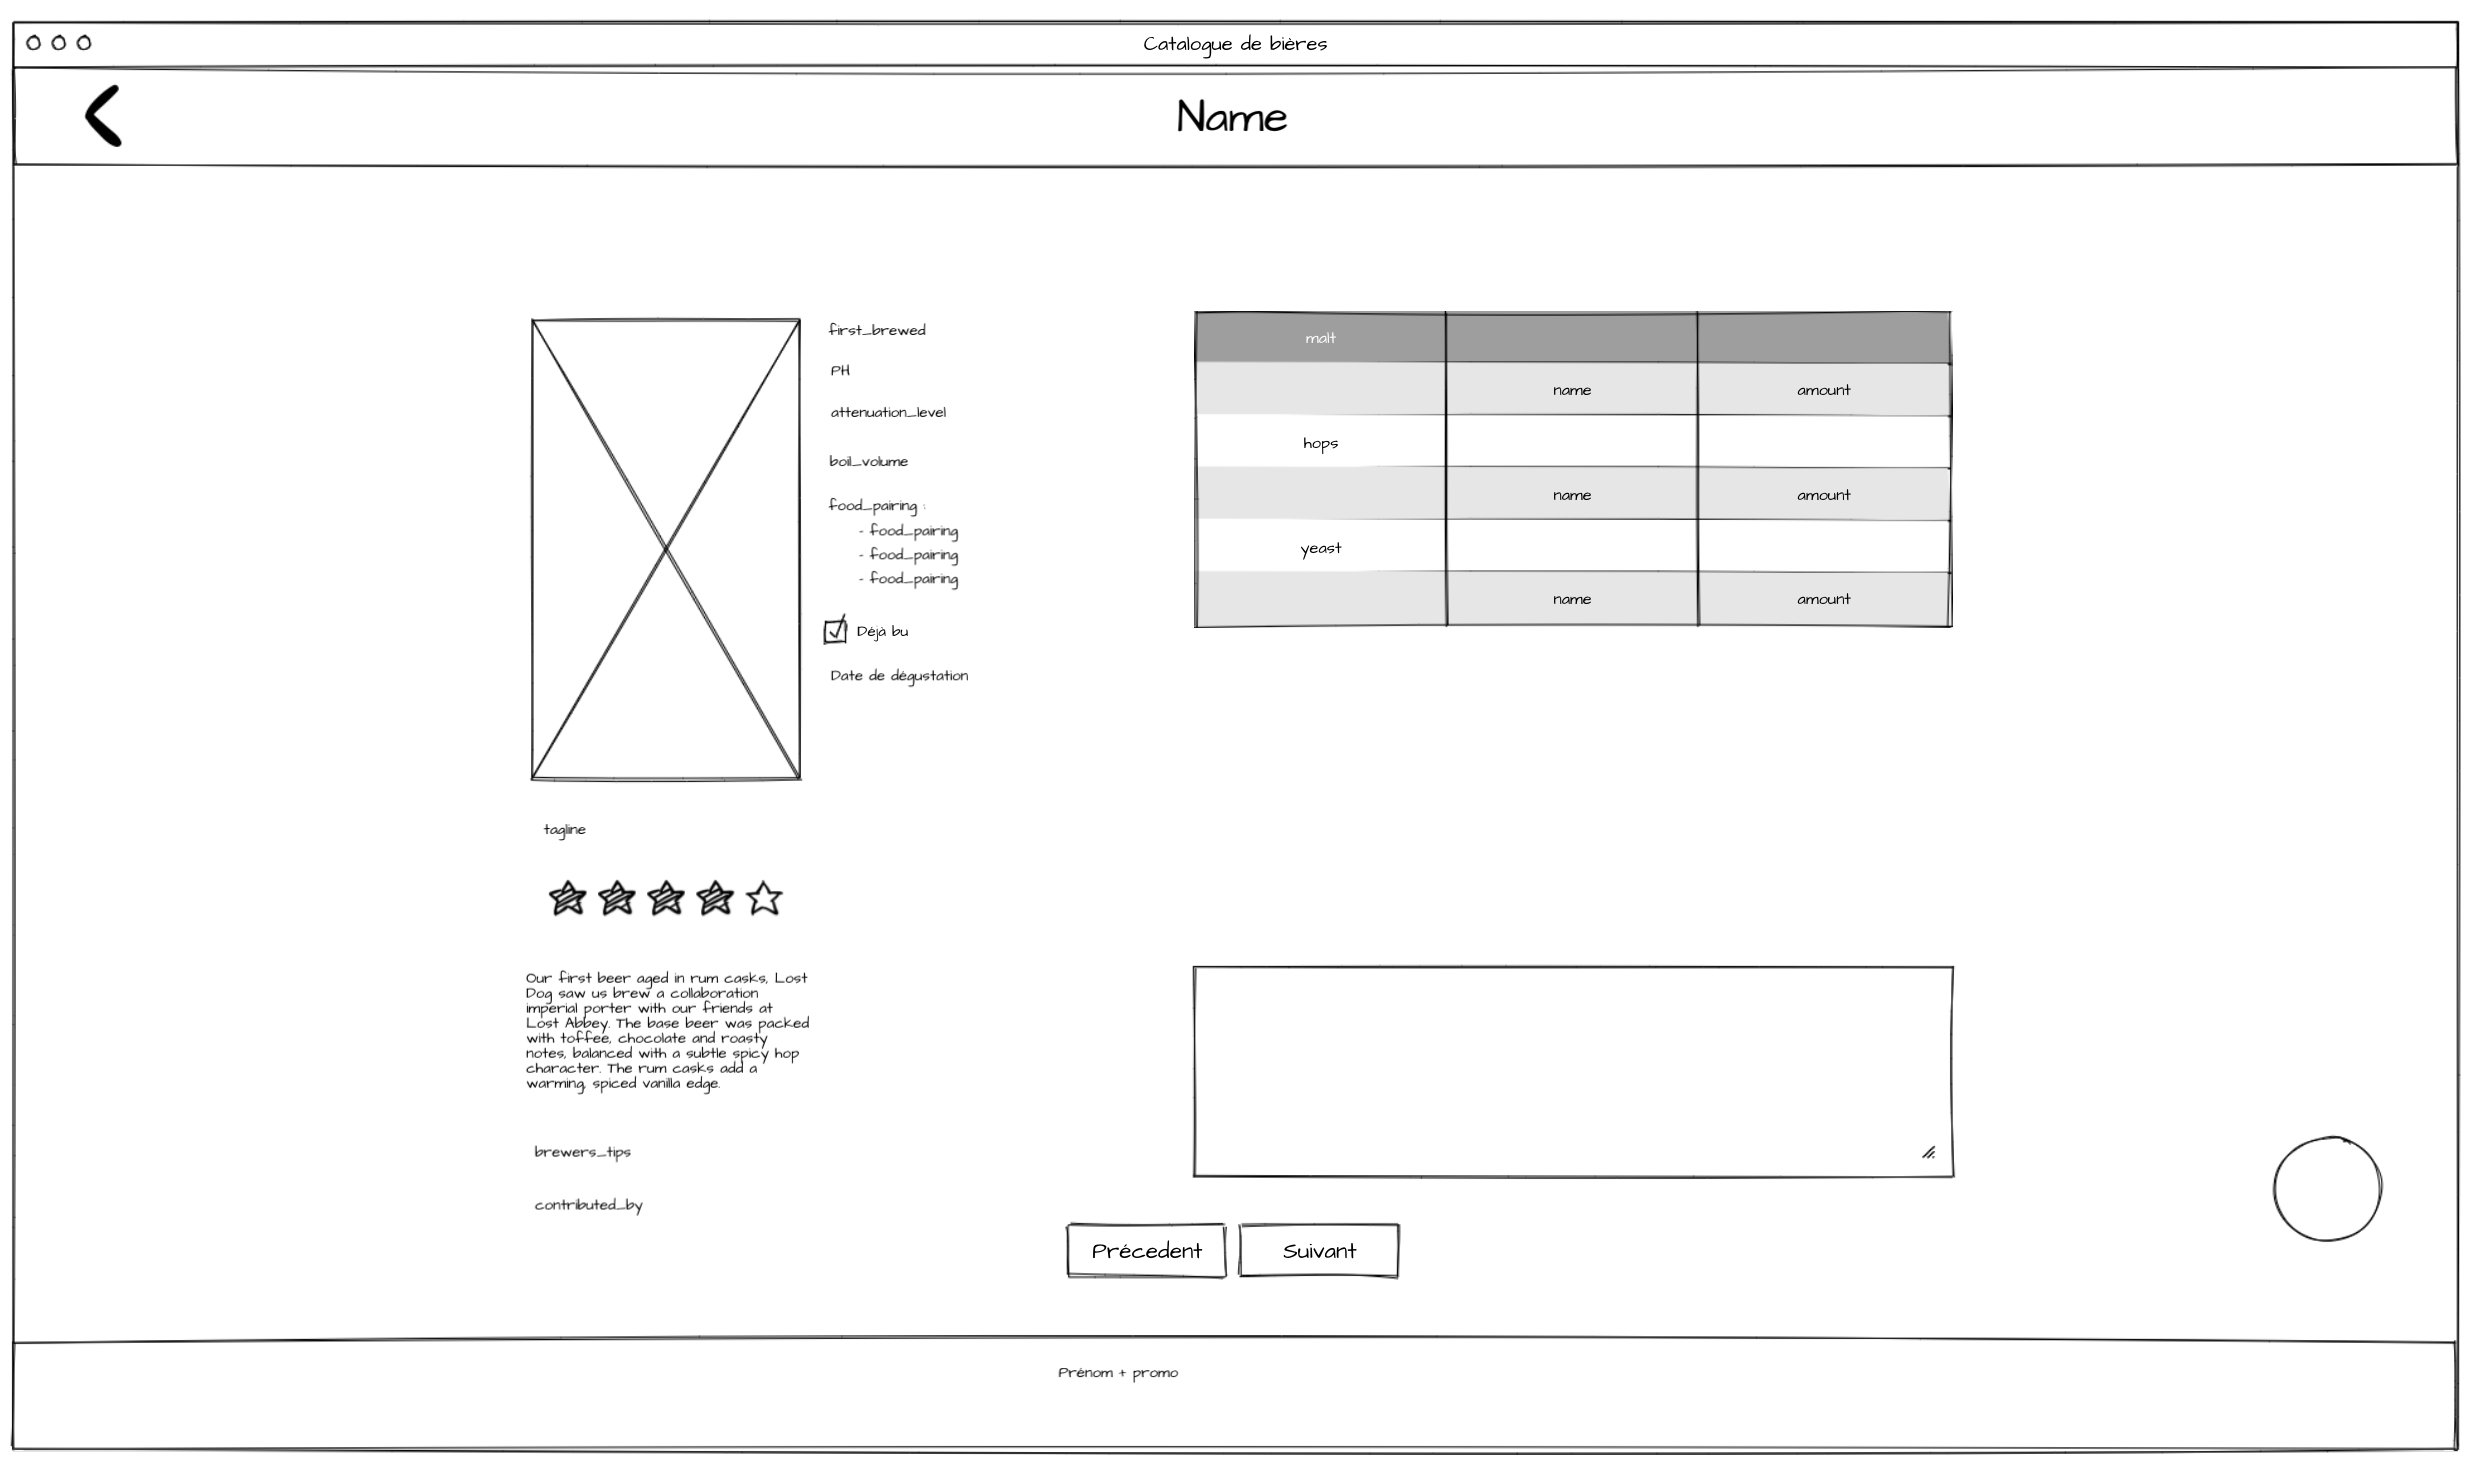 Catalogue de bières
Name
first_brewed
PH
attenuation_level
boil_volume
food_pairing :
- food_pairing
- food_pairing
- food_pairing
Déjà bu
Date de dégustation
malt
name amount
hops
name amount
yeast
name amount
tagline
Our first beer aged in rum casks, Lost
Dog saw us brew a collaboration
imperial porter with our friends at
Lost Abbey. The base beer was packed
with toffee, chocolate and roasty
notes, balanced with a subtle spicy hop
character. The rum casks add a
warming, spiced vanilla edge.
brewers_tips
contributed_by
Précedent
Suivant
Prénom + promo